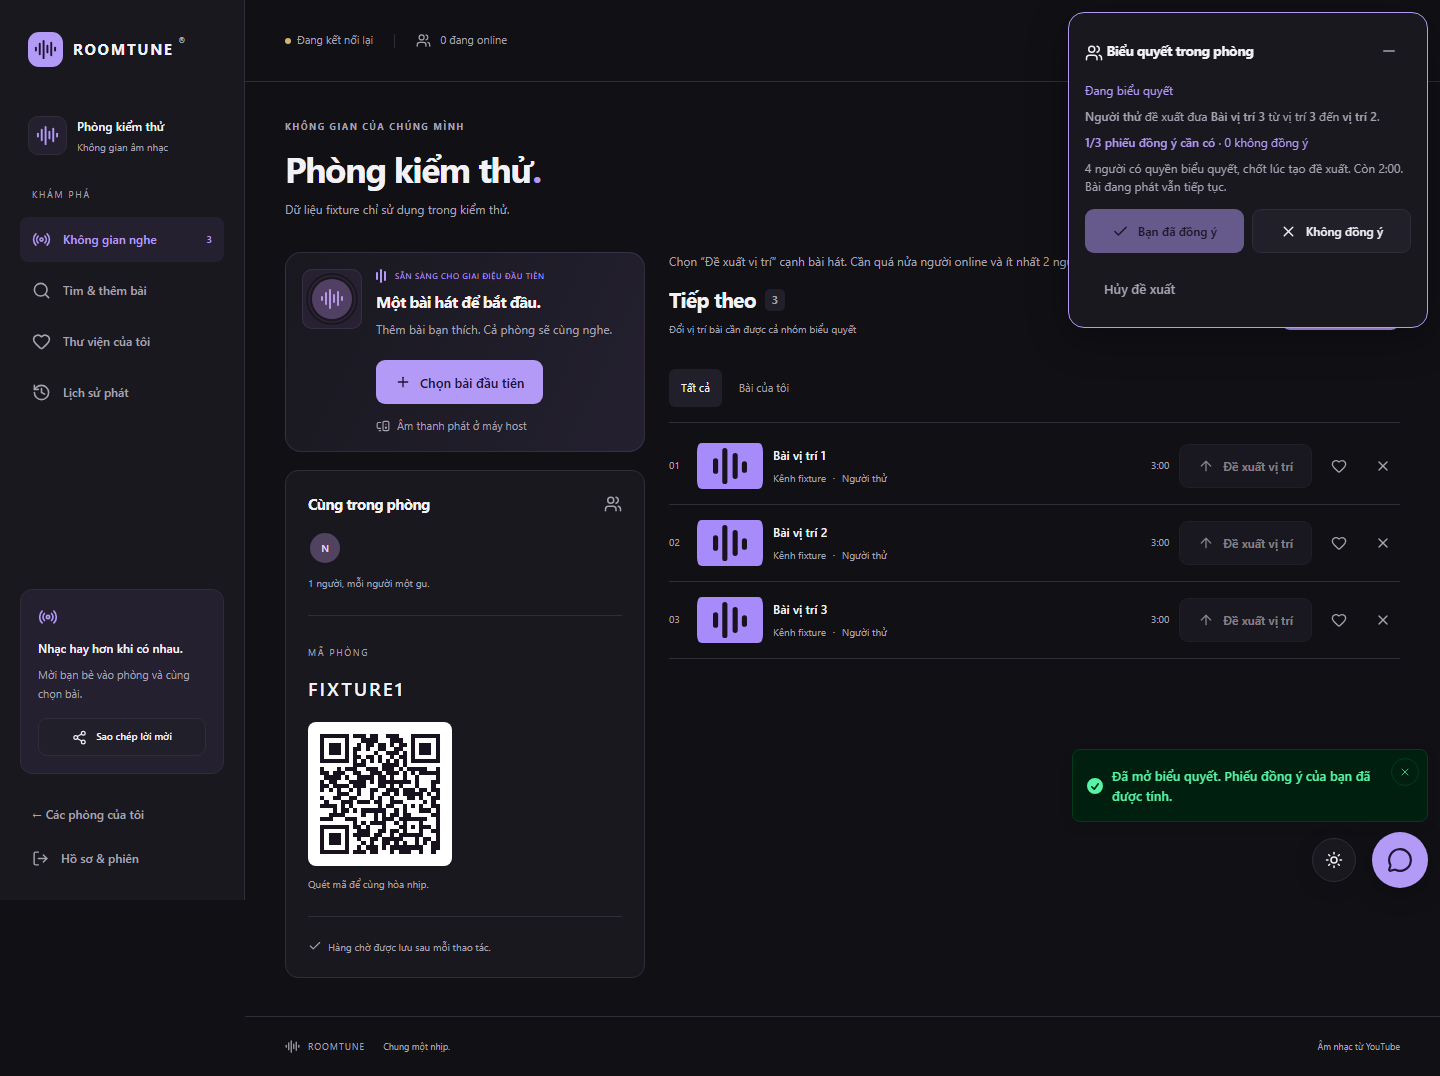 ROOMTUNE ®
Phòng kiểm thử
Không gian âm nhạc
KHÁM PHÁ
Không gian nghe 3
Tìm & thêm bài
Thư viện của tôi
Lịch sử phát
Nhạc hay hơn khi có nhau.
Mời bạn bè vào phòng và cùng
chọn bài.
Sao chép lời mời
← Các phòng của tôi
Hồ sơ & phiên
Đang kết nối lại
0 đang online
KHÔNG GIAN CỦA CHÚNG MÌNH
Phòng kiểm thử.
Dữ liệu fixture chỉ sử dụng trong kiểm thử.
SẴN SÀNG CHO GIAI ĐIỆU ĐẦU TIÊN
Một bài hát để bắt đầu.
Thêm bài bạn thích. Cả phòng sẽ cùng nghe.
Chọn bài đầu tiên
Âm thanh phát ở máy host
Cùng trong phòng
N
1 người, mỗi người một gu.
MÃ PHÒNG
FIXTURE1
Quét mã để cùng hòa nhịp.
Hàng chờ được lưu sau mỗi thao tác.
Chọn “Đề xuất vị trí” cạnh bài hát. Cần quá nửa người online và ít nhất 2
Tiếp theo 3
Đổi vị trí bài cần được cả nhóm biểu quyết
Tất cả
Bài của tôi
01
Bài vị trí 1
Kênh fixture · Người thử
3:00
Đề xuất vị trí
02
Bài vị trí 2
Kênh fixture · Người thử
3:00
Đề xuất vị trí
03
Bài vị trí 3
Kênh fixture · Người thử
3:00
Đề xuất vị trí
Biểu quyết trong phòng
Đang biểu quyết
Người thử đề xuất đưa Bài vị trí 3 từ vị trí 3 đến vị trí 2.
1/3 phiếu đồng ý cần có · 0 không đồng ý
4 người có quyền biểu quyết, chốt lúc tạo đề xuất. Còn 2:00.
Bài đang phát vẫn tiếp tục.
Bạn đã đồng ý
Không đồng ý
Hủy đề xuất
Đã mở biểu quyết. Phiếu đồng ý của bạn đã
được tính.
ROOMTUNE
Chung một nhịp.
Âm nhạc từ YouTube